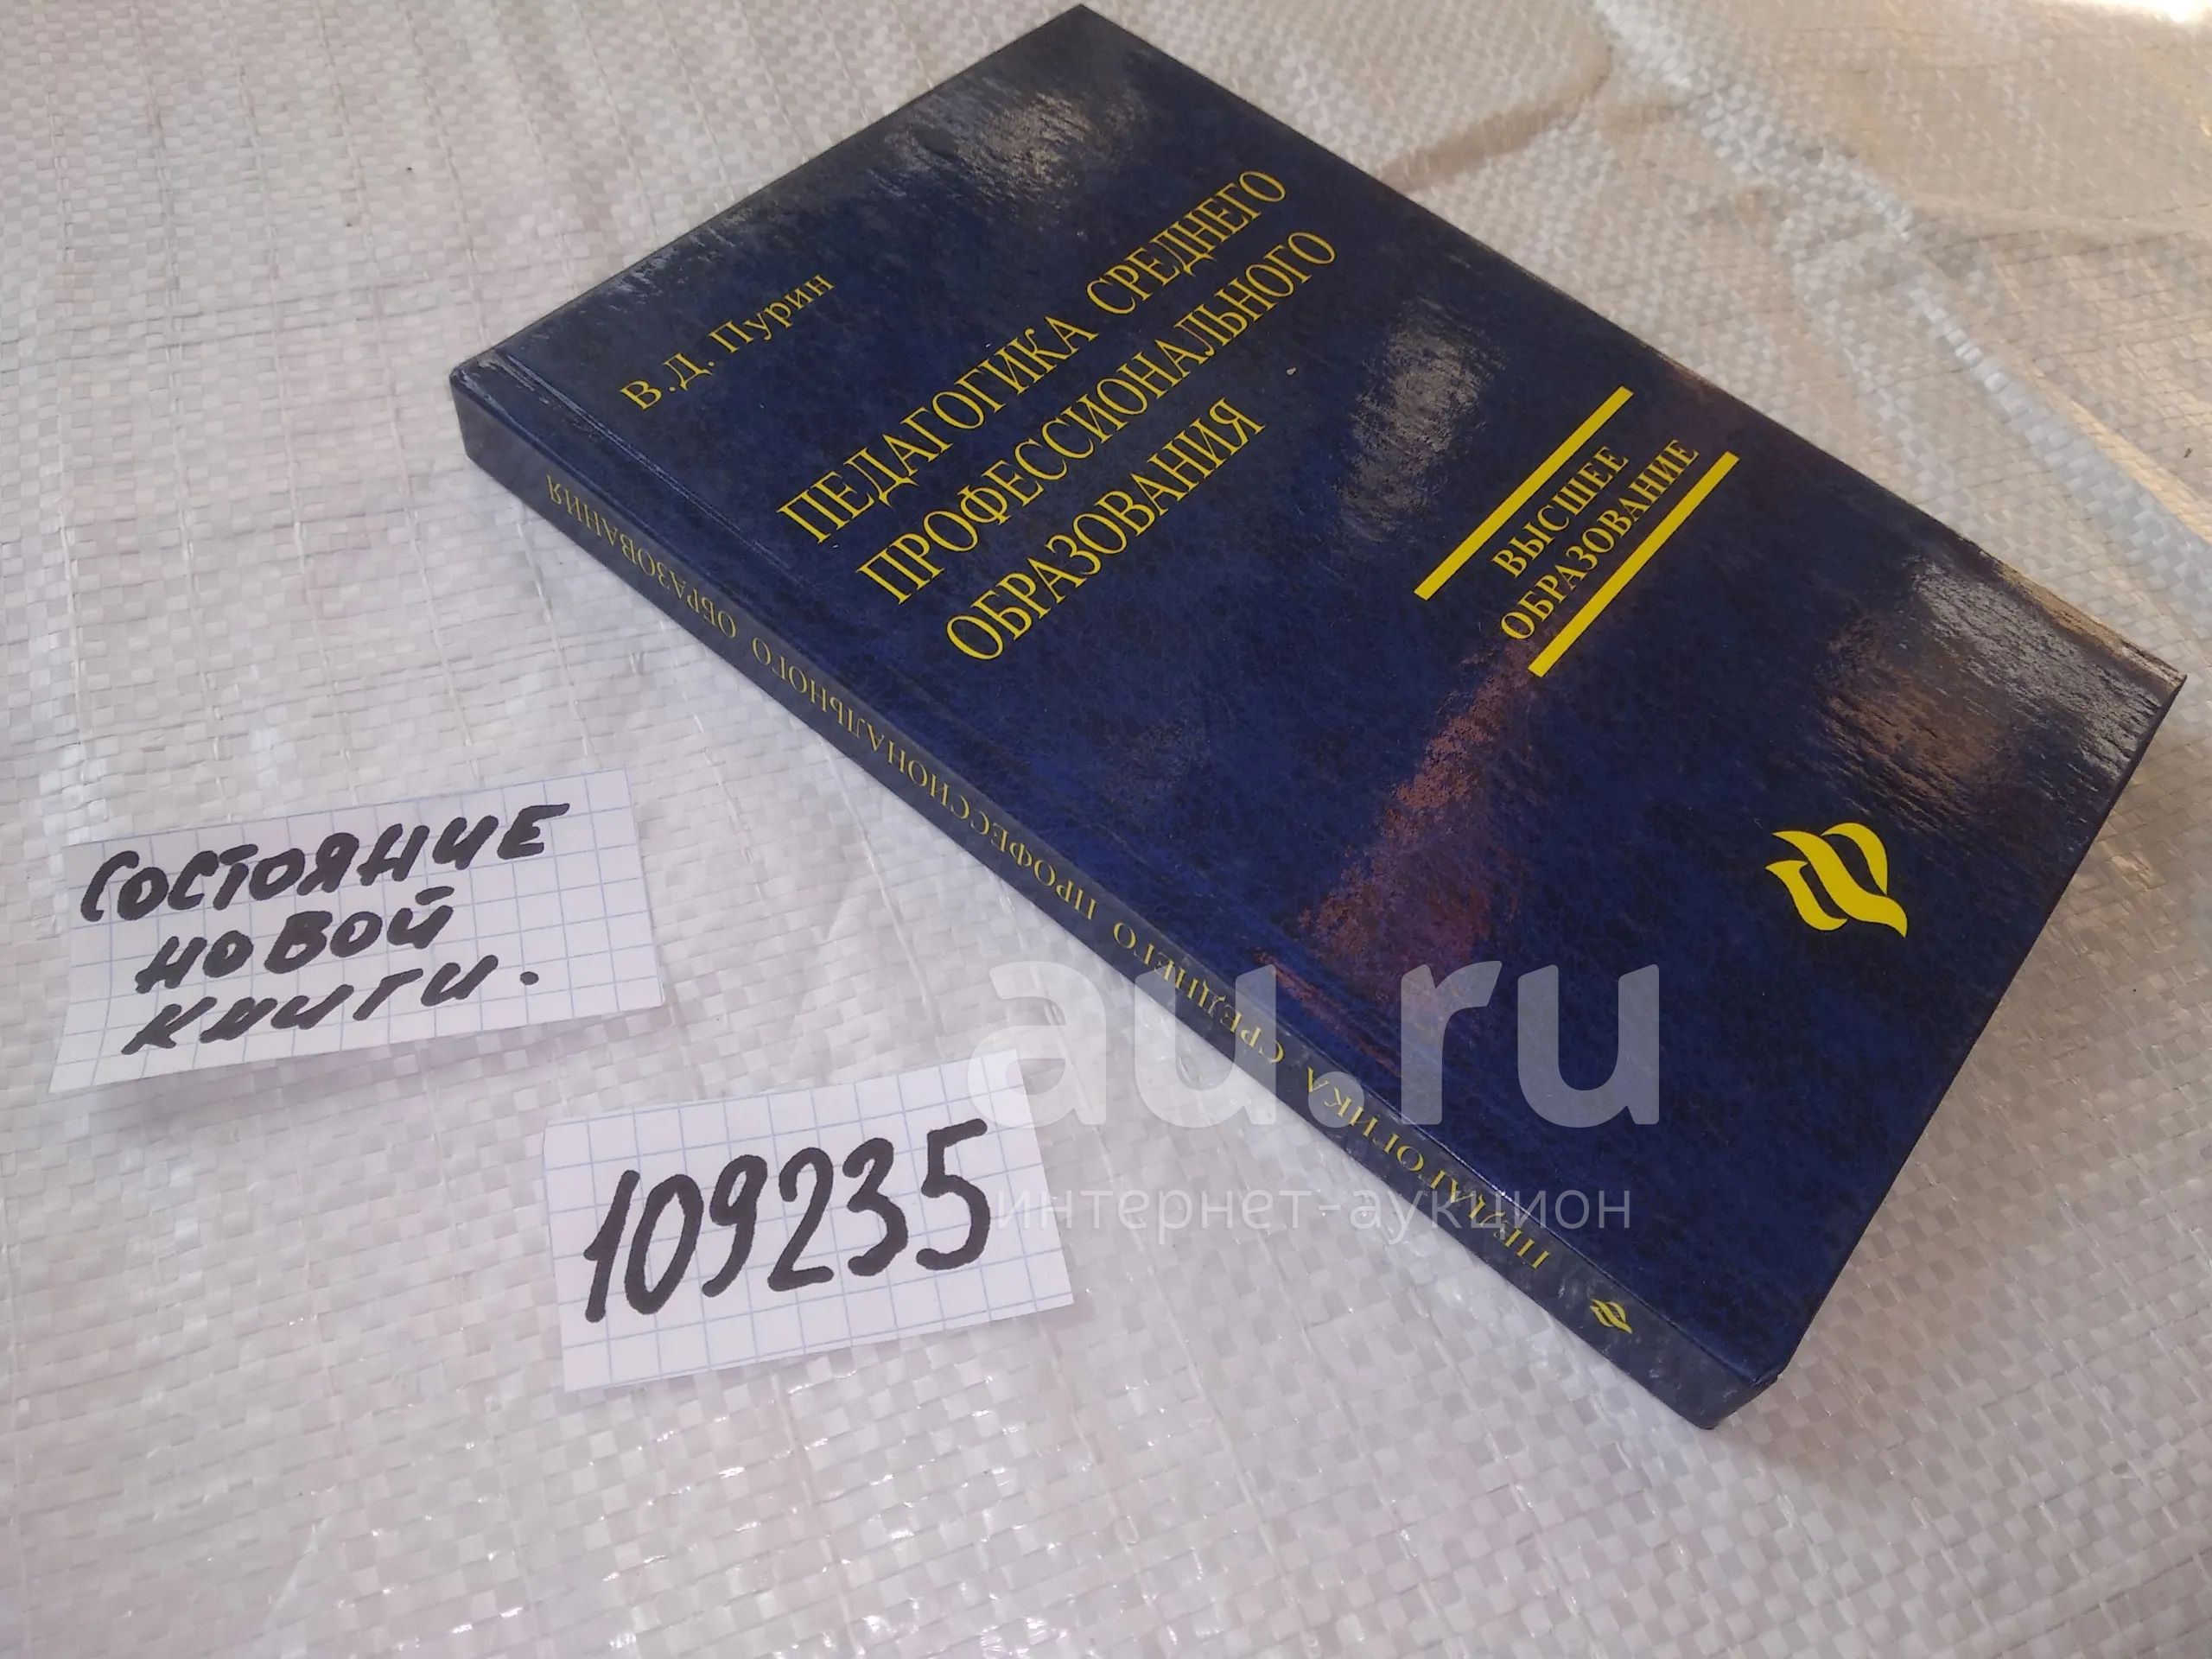 В.Д. Пурин
ПЕДАГОГИКА СРЕДНЕГО
ПРОФЕССИОНАЛЬНОГО
ОБРАЗОВАНИЯ
ВЫСШЕЕ
ОБРАЗОВАНИЕ
ПЕДАГОГИКА СРЕДНЕГО ПРОФЕССИОНАЛЬНОГО ОБРАЗОВАНИЯ
СОСТОЯНИЕ
НОВОЙ
КНИГИ.
109235
au.ru
интернет-аукцион